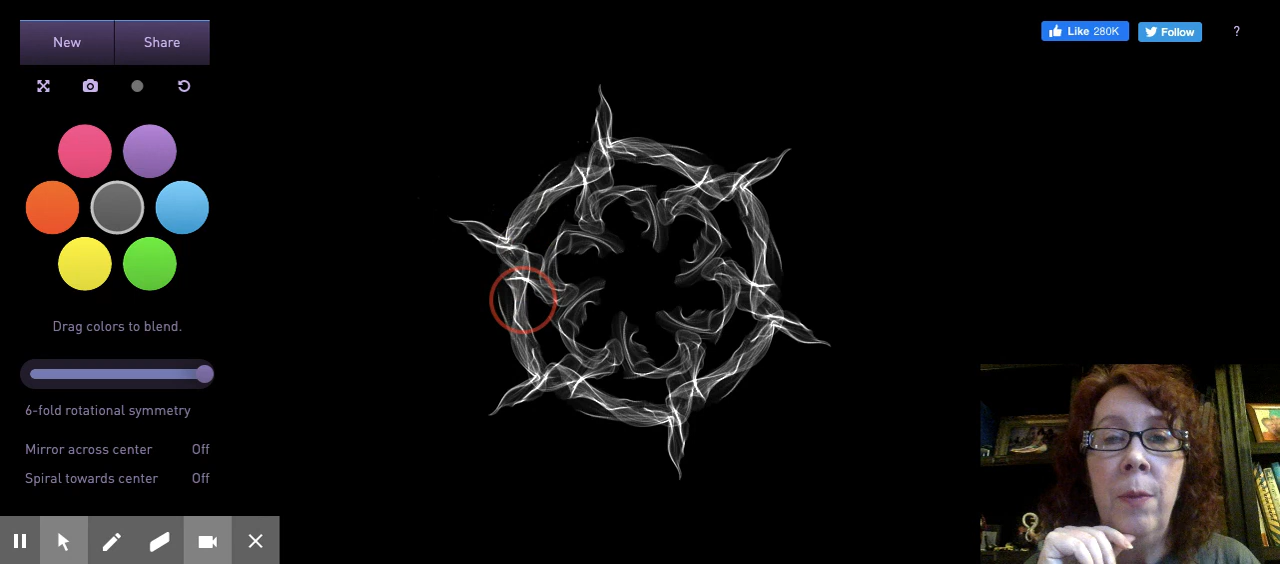 New
Share
Like 280K
Follow
?
Drag colors to blend.
6-fold rotational symmetry
Mirror across center Off
Spiral towards center Off